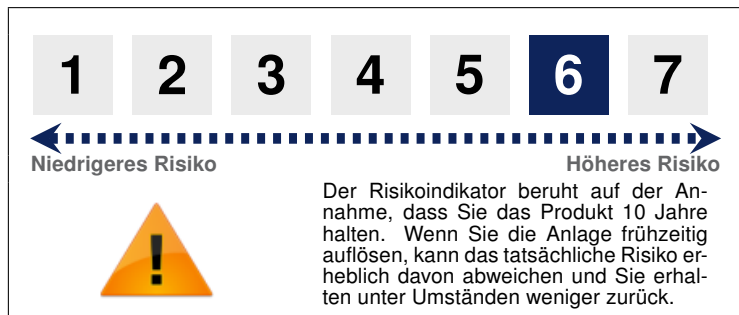 1 2 3 4 5 6 7
Niedrigeres Risiko Höheres Risiko
!
Der Risikoindikator beruht auf der An-
nahme, dass Sie das Produkt 10 Jahre
halten. Wenn Sie die Anlage frühzeitig
auflösen, kann das tatsächliche Risiko er-
heblich davon abweichen und Sie erhal-
ten unter Umständen weniger zurück.